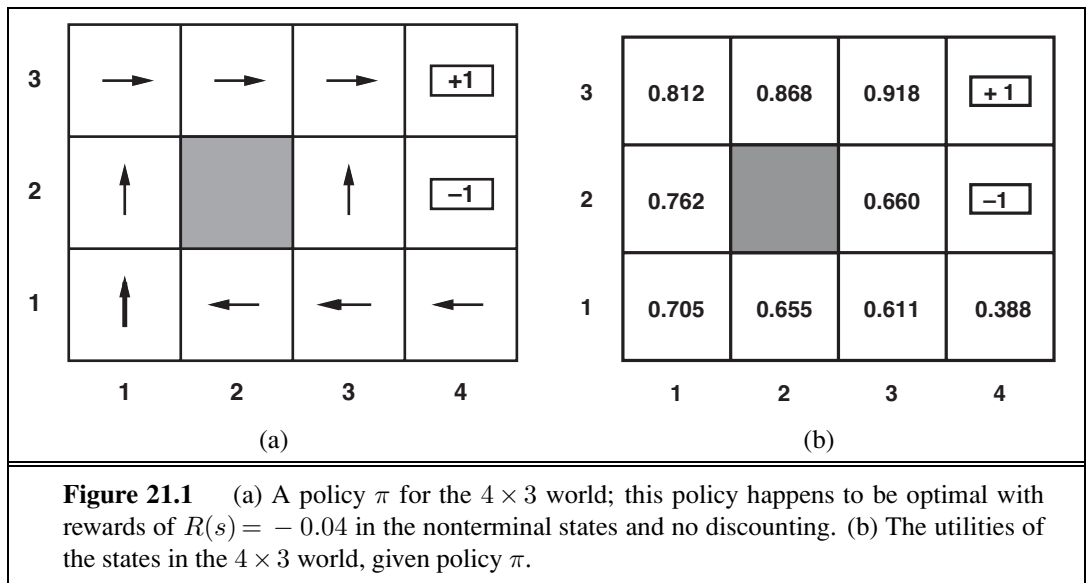 3 +1
2 –1
1
1 2 3 4
(a)
3 0.812 0.868 0.918 + 1
2 0.762 0.660 –1
1 0.705 0.655 0.611 0.388
1 2 3 4
(b)
Figure 21.1 (a) A policy π for the 4 × 3 world; this policy happens to be optimal with
rewards of R(s) = − 0.04 in the nonterminal states and no discounting. (b) The utilities of
the states in the 4 × 3 world, given policy π.